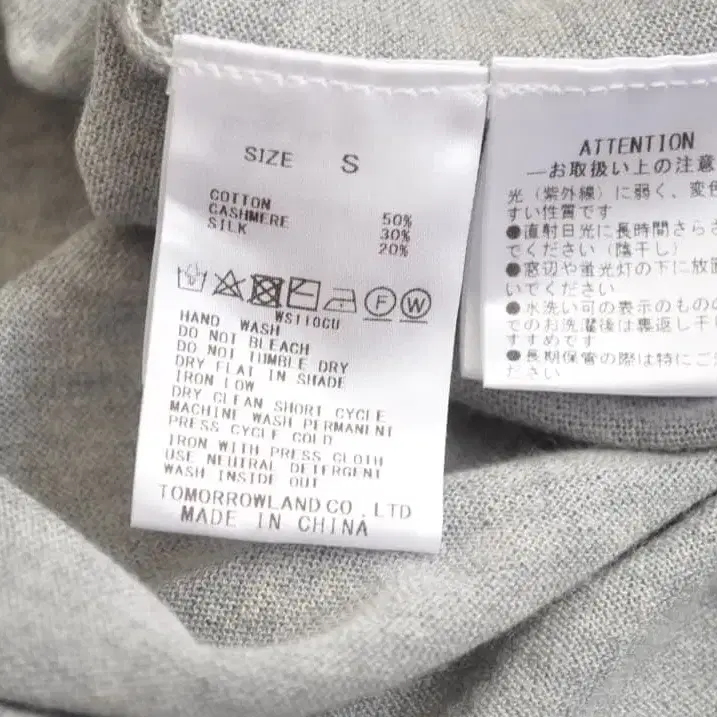 SIZE S
COTTON 50%
CASHMERE 30%
SILK 20%
F W
WS110GU
HAND WASH
DO NOT BLEACH
DO NOT TUMBLE DRY
DRY FLAT IN SHADE
IRON LOW
DRY CLEAN SHORT CYCLE
MACHINE WASH PERMANENT
PRESS CYCLE COLD
IRON WITH PRESS CLOTH
USE NEUTRAL DETERGENT
WASH INSIDE OUT
TOMORROWLAND CO.,LTD
MADE IN CHINA
ATTENTION
―お取扱い上の注意
光（紫外線）に弱く、変色
すい性質です
●直射日光に長時間さらさ
でください（陰干し）
●窓辺や蛍光灯の下に放置
いでください
●水洗い可の表示のもの
でのお洗濯後は裏返し干
すすめです
●長期保管の際は特にご
ださい